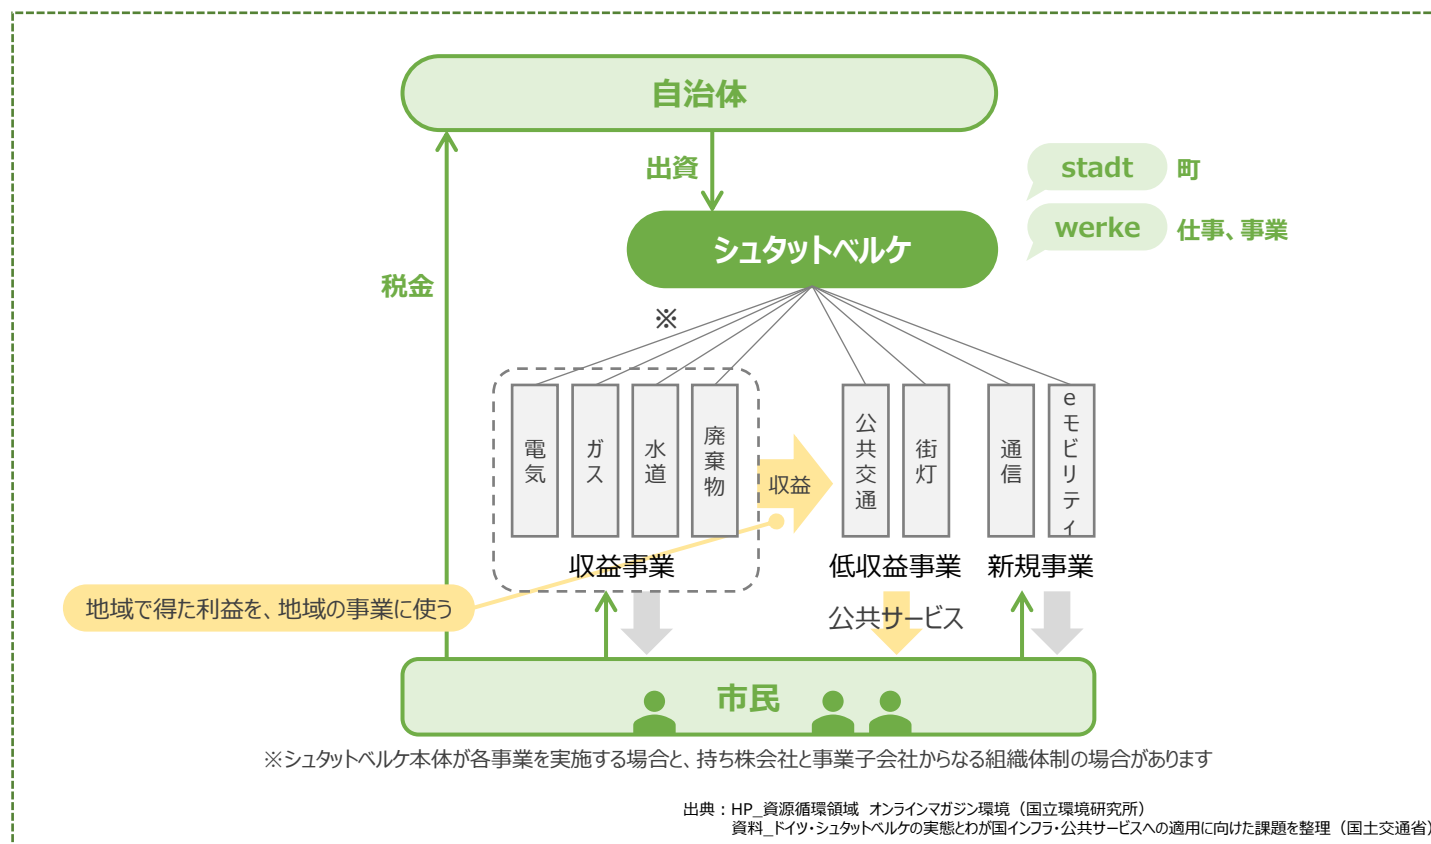 自治体
出資
stadt 町
werke 仕事、事業
シュタットベルケ
税金
※
電気
ガス
水道
廃棄物
収益
公共交通
街灯
通信
eモビリティ
収益事業
低収益事業
新規事業
地域で得た利益を、地域の事業に使う
公共サービス
市民
※シュタットベルケ本体が各事業を実施する場合と、持ち株会社と事業子会社からなる組織体制の場合があります
出典：HP_資源循環領域 オンラインマガジン環境（国立環境研究所）
資料_ドイツ・シュタットベルケの実態とわが国インフラ・公共サービスへの適用に向けた課題を整理（国土交通省）